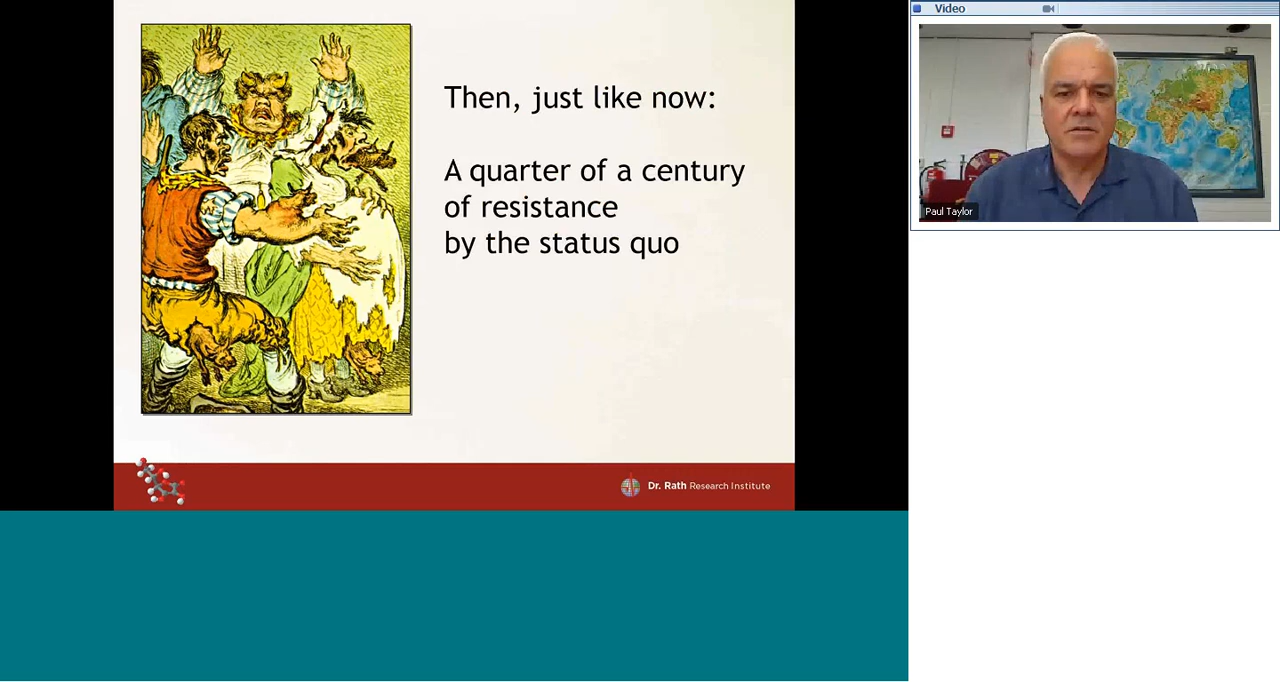 Then, just like now:
A quarter of a century
of resistance
by the status quo
Dr. Rath Research Institute
Video
Paul Taylor